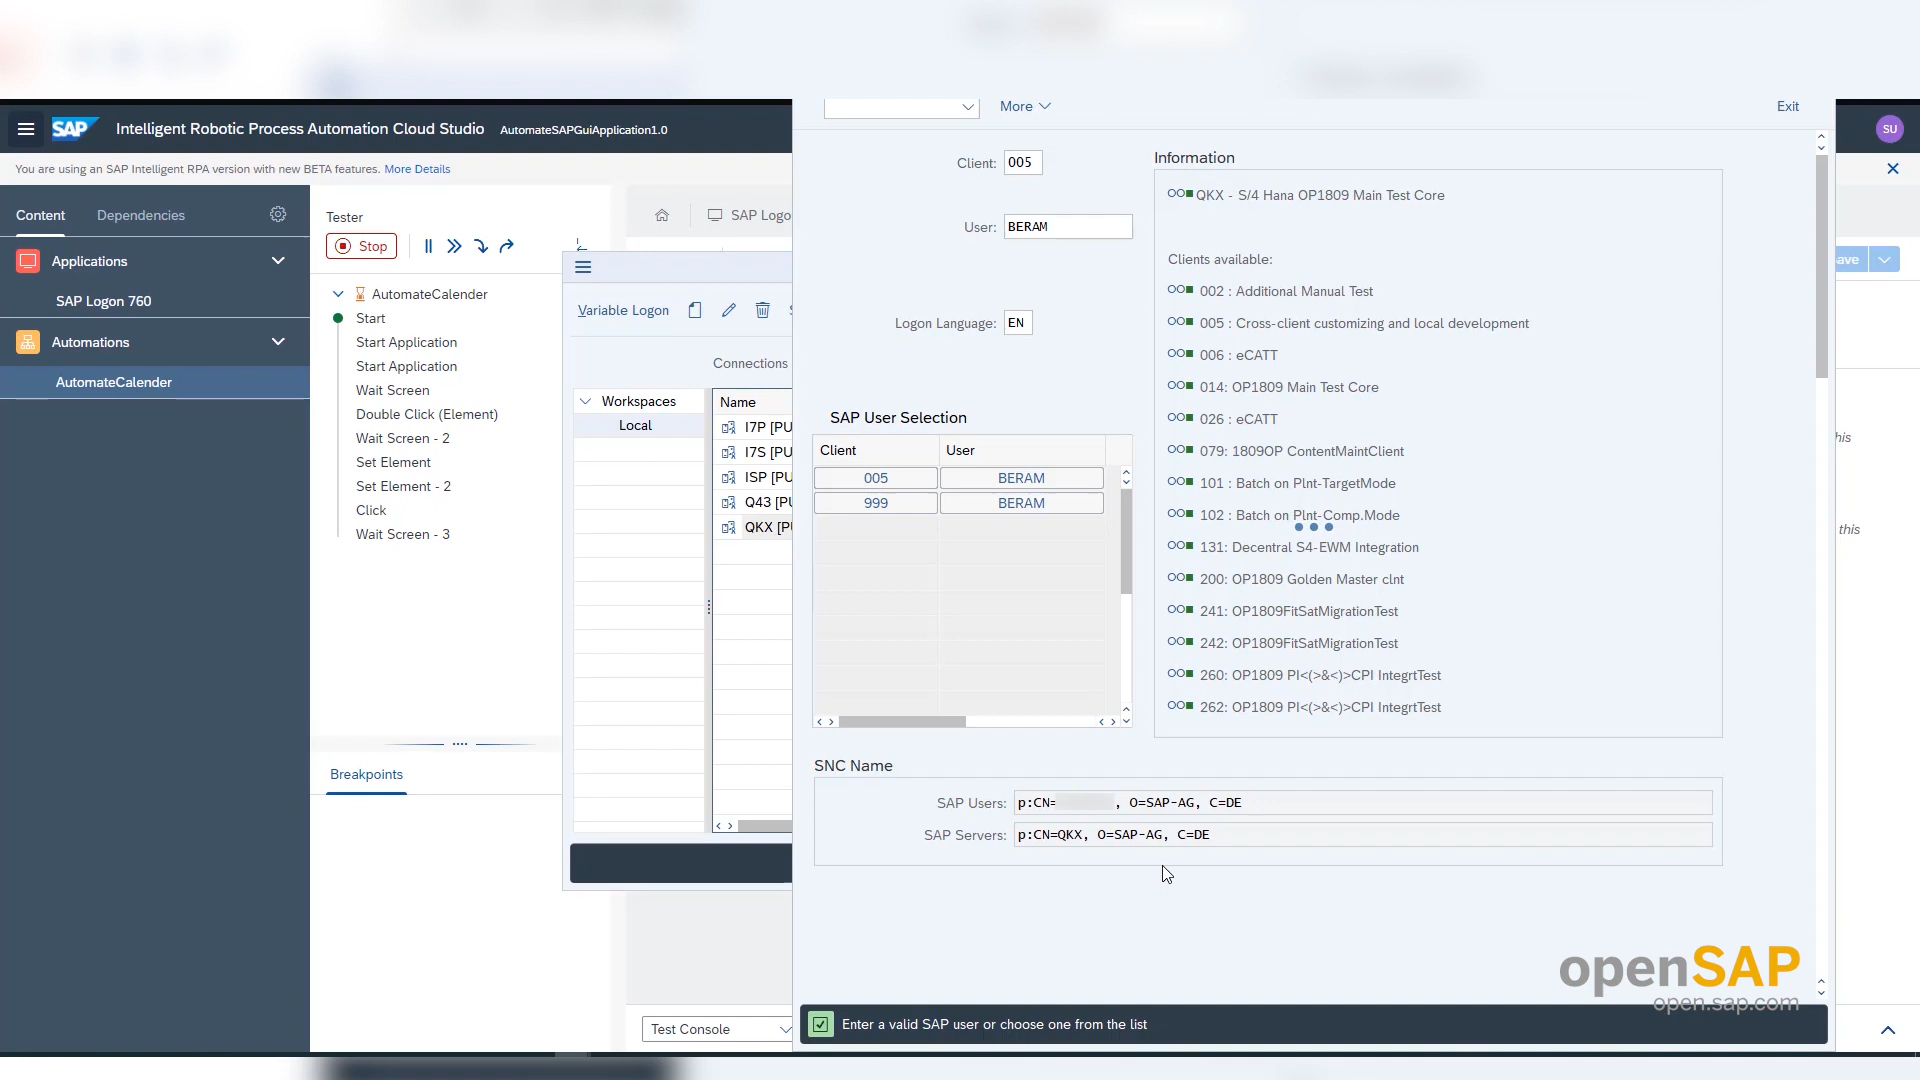 More
Exit
SAP
Intelligent Robotic Process Automation Cloud Studio
AutomateSAPGuiApplication1.0
SU
You are using an SAP Intelligent RPA version with new BETA features. More Details
Content
Dependencies
Applications
SAP Logon 760
Automations
AutomateCalender
Tester
Stop
AutomateCalender
Start
Start Application
Start Application
Wait Screen
Double Click (Element)
Wait Screen - 2
Set Element
Set Element - 2
Click
Wait Screen - 3
Breakpoints
SAP Logo
Variable Logon
Connections
Workspaces
Local
Name
I7P [PU
I7S [PU
ISP [PU
Q43 [PU
QKX [PU
Test Console
Client: 005
User: BERAM
Logon Language: EN
SAP User Selection
Client User
005 BERAM
999 BERAM
Information
QKX - S/4 Hana OP1809 Main Test Core
Clients available:
002 : Additional Manual Test
005 : Cross-client customizing and local development
006 : eCATT
014: OP1809 Main Test Core
026 : eCATT
079: 1809OP ContentMaintClient
101 : Batch on Plnt-TargetMode
102 : Batch on Plnt-Comp.Mode
131: Decentral S4-EWM Integration
200: OP1809 Golden Master clnt
241: OP1809FitSatMigrationTest
242: OP1809FitSatMigrationTest
260: OP1809 PI<(>&<)>CPI IntegrtTest
262: OP1809 PI<(>&<)>CPI IntegrtTest
SNC Name
SAP Users: p:CN= , O=SAP-AG, C=DE
SAP Servers: p:CN=QKX, O=SAP-AG, C=DE
Enter a valid SAP user or choose one from the list
ave
his
this
openSAP
open.sap.com